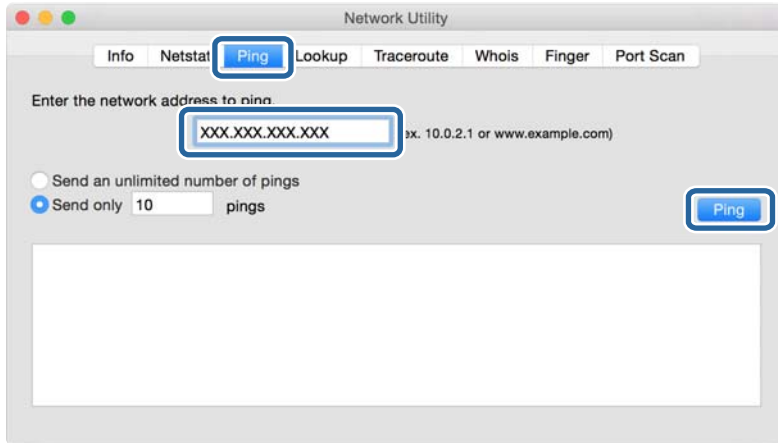 Network Utility
Info Netstat Ping Lookup Traceroute Whois Finger Port Scan
Enter the network address to ping.
XXX.XXX.XXX.XXX ex. 10.0.2.1 or www.example.com)
Send an unlimited number of pings
Send only 10 pings
Ping